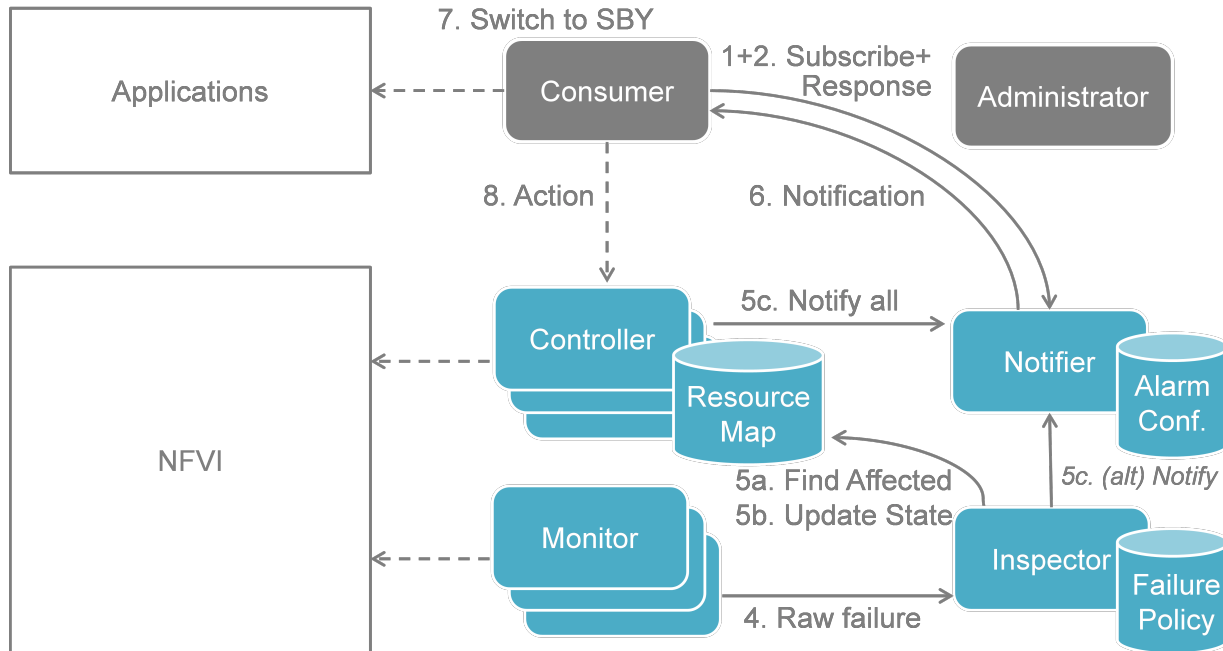 7. Switch to SBY
Applications
Consumer
1+2. Subscribe+
Response
Administrator
8. Action
6. Notification
Controller
5c. Notify all
Notifier
Resource
Map
Alarm
Conf.
NFVI
5a. Find Affected
5b. Update State
5c. (alt) Notify
Monitor
Inspector
4. Raw failure
Failure
Policy